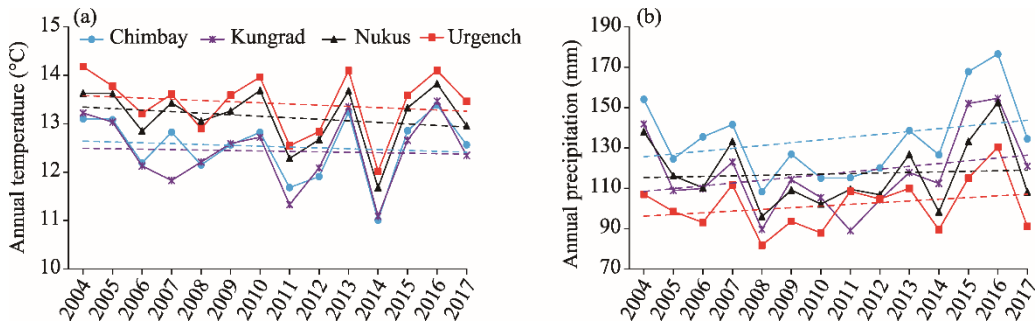 (a)
Chimbay Kungrad Nukus Urgench
Annual temperature (°C)
15
14
13
12
11
10
2004 2005 2006 2007 2008 2009 2010 2011 2012 2013 2014 2015 2016 2017
(b)
Annual precipitation (mm)
190
170
150
130
110
90
70
2004 2005 2006 2007 2008 2009 2010 2011 2012 2013 2014 2015 2016 2017